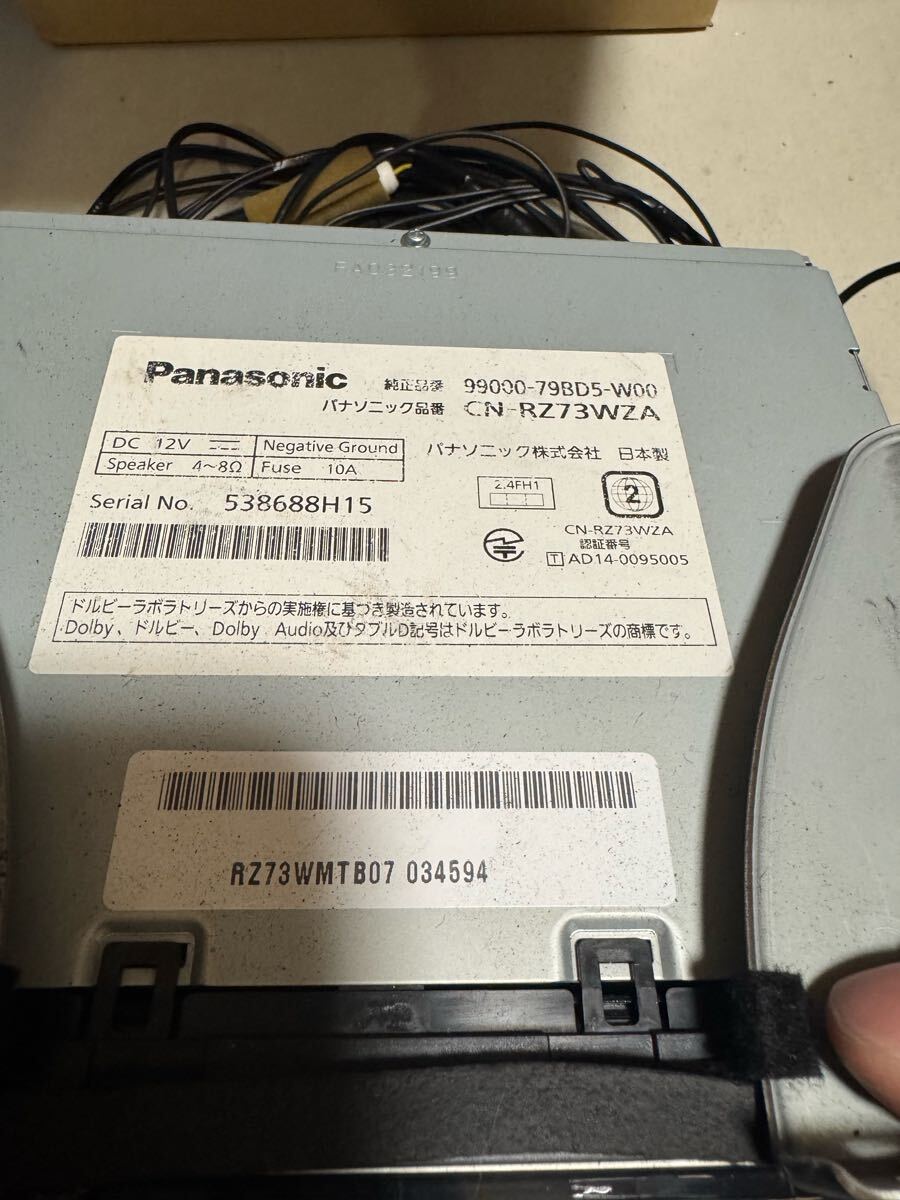 FA032199
Panasonic 純正品番 99000-79BD5-W00
パナソニック品番 CN-RZ73WZA
DC 12V Negative Ground
Speaker 4~8Ω Fuse 10A
パナソニック株式会社 日本製
Serial No. 538688H15
2.4FH1
2
CN-RZ73WZA
認証番号
T AD14-0095005
ドルビーラボラトリーズからの実施権に基づき製造されています。
Dolby、ドルビー、Dolby Audio及びダブルD記号はドルビーラボラトリーズの商標です。
RZ73WMTB07 034594